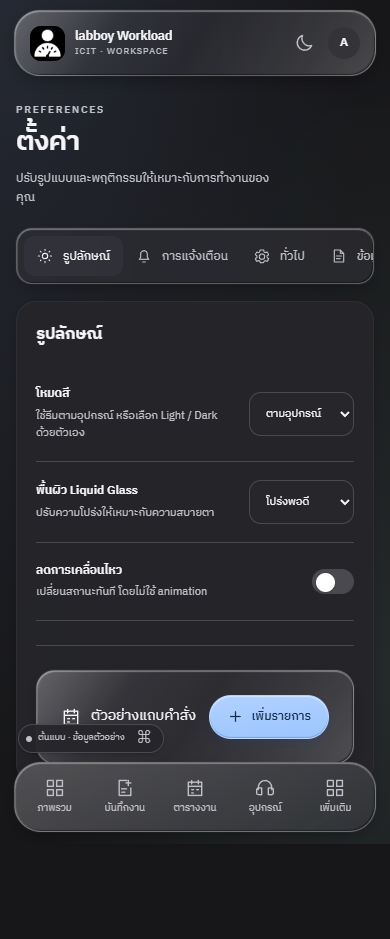 labboy Workload
ICIT · WORKSPACE
A
PREFERENCES
ตั้งค่า
ปรับรูปแบบและพฤติกรรมให้เหมาะกับการทำงานของ
คุณ
รูปลักษณ์
การแจ้งเตือน
ทั่วไป
รูปลักษณ์
โหมดสี
ใช้ธีมตามอุปกรณ์ หรือเลือก Light / Dark
ด้วยตัวเอง
ตามอุปกรณ์
พื้นผิว Liquid Glass
ปรับความโปร่งให้เหมาะกับความสบายตา
โปร่งพอดี
ลดการเคลื่อนไหว
เปลี่ยนสถานะทันที โดยไม่ใช้ animation
ตัวอย่างแถบคำสั่ง
เพิ่มรายการ
ต้นแบบ · ข้อมูลตัวอย่าง
ภาพรวม
บันทึกงาน
ตารางงาน
อุปกรณ์
เพิ่มเติม